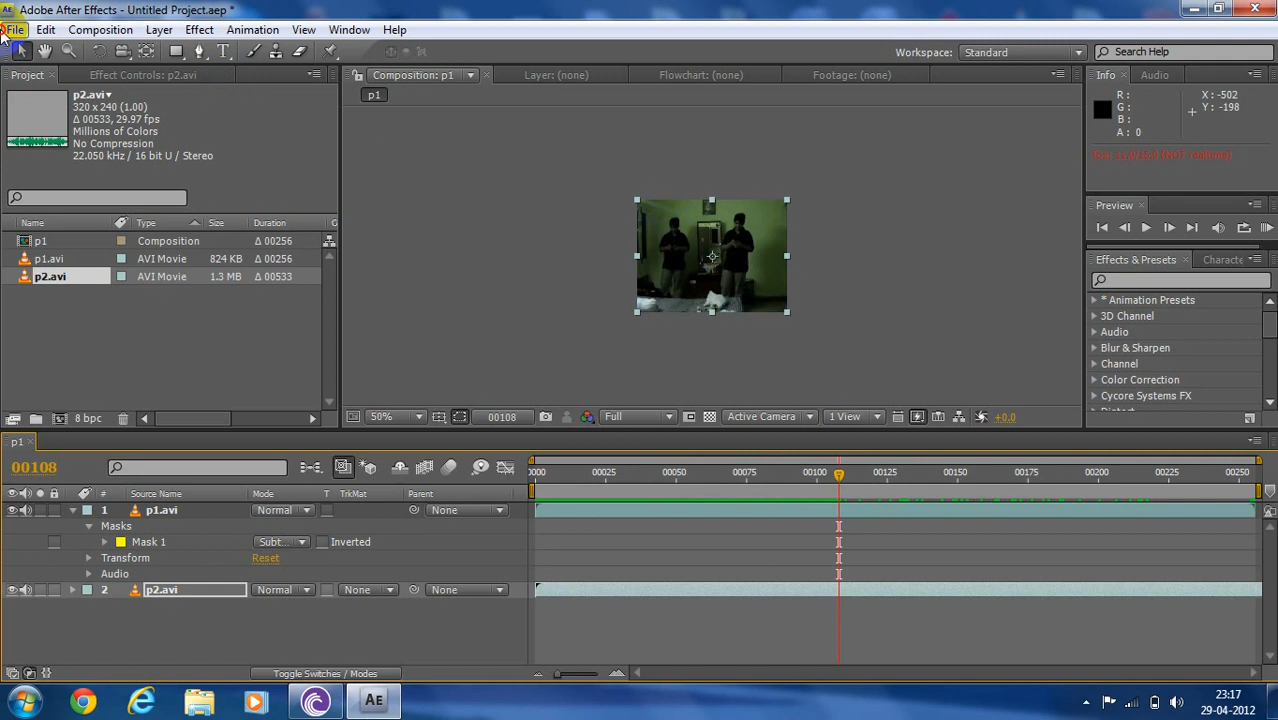 Adobe After Effects - Untitled Project.aep *
File Edit Composition Layer Effect Animation View Window Help
Workspace: Standard Search Help
Project Effect Controls: p2.avi Composition: p1 Layer: (none) Flowchart: (none) Footage: (none) Info Audio
p2.avi▾
320 x 240 (1.00)
Δ 00533, 29.97 fps
Millions of Colors
No Compression
22.050 kHz / 16 bit U / Stereo
p1
R : X : -502
G : Y : -198
B :
A : 0
Preview
Name Type Size Duration
p1 Composition Δ 00256
p1.avi AVI Movie 824 KB Δ 00256
p2.avi AVI Movie 1.3 MB Δ 00533
Effects & Presets Characte
* Animation Presets
3D Channel
Audio
Blur & Sharpen
Channel
Color Correction
Cycore Systems FX
8 bpc
50% 00108 Full Active Camera 1 View +0.0
p1
00108
0000 00025 00050 00075 00100 00125 00150 00175 00200 00225 00250
# Source Name Mode T TrkMat Parent
1 p1.avi Normal None
Masks
Mask 1 Subt... Inverted
Transform Reset
Audio
2 p2.avi Normal None None
Toggle Switches / Modes
AE
23:17
29-04-2012